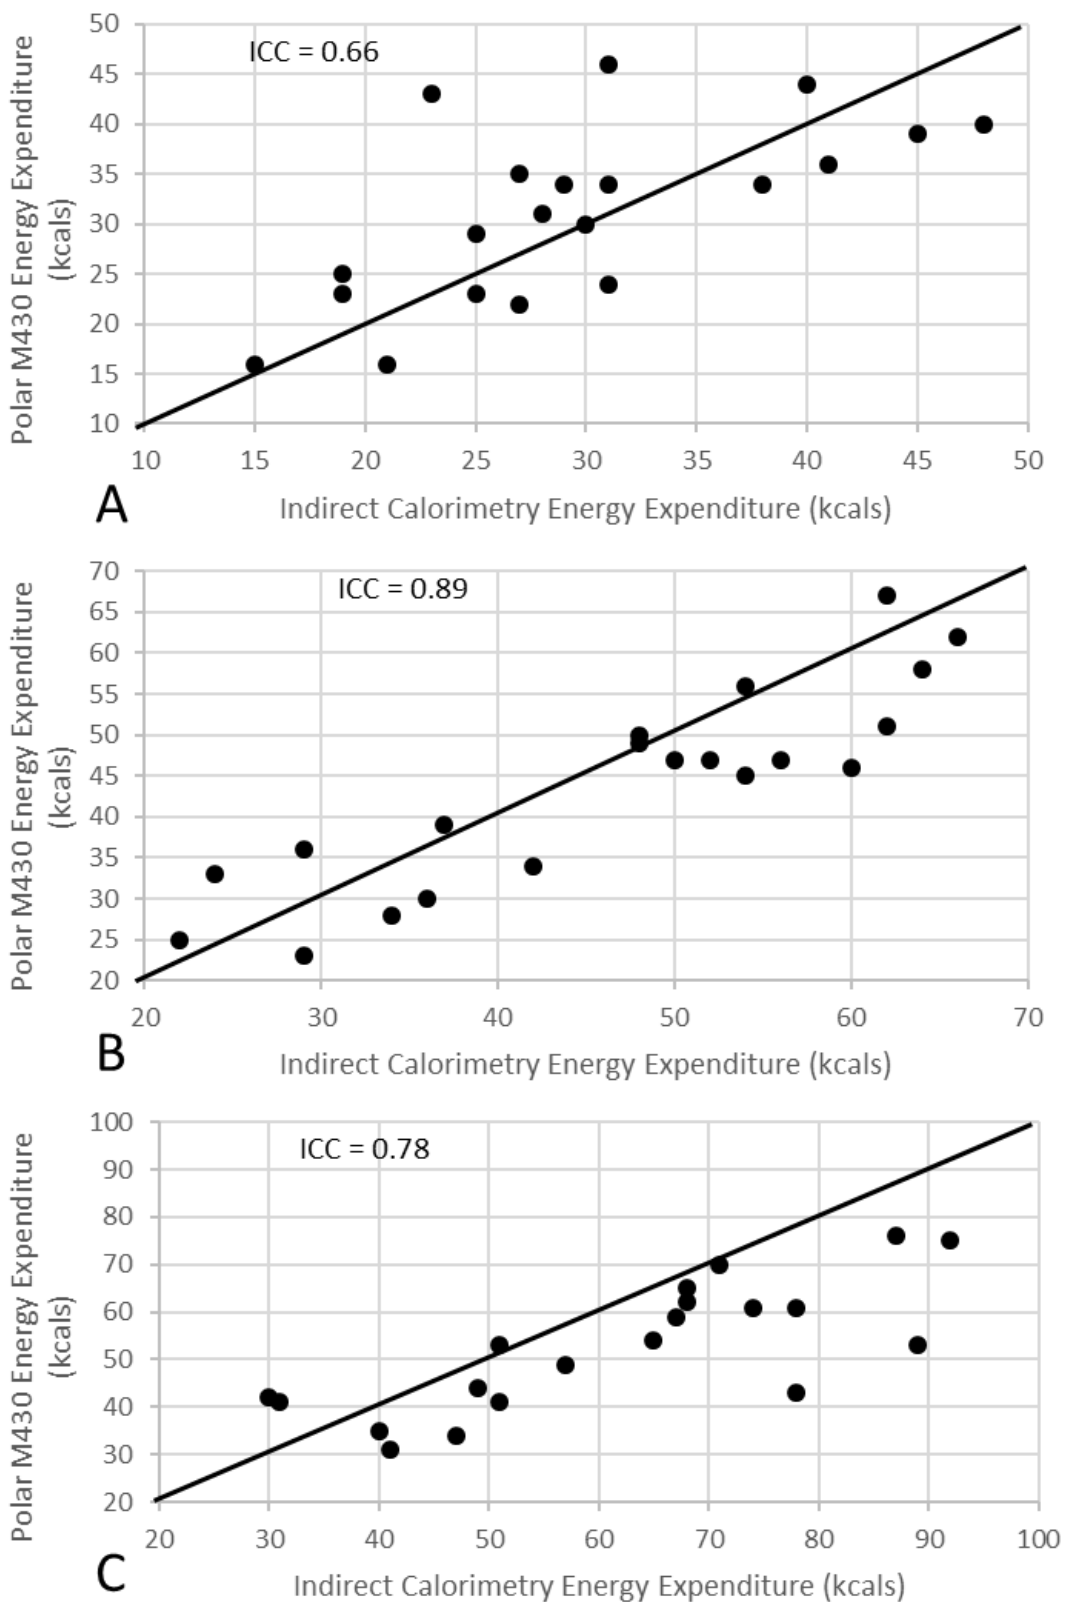 ICC = 0.66
Polar M430 Energy Expenditure
(kcals)
50
45
40
35
30
25
20
15
10
10 15 20 25 30 35 40 45 50
A
Indirect Calorimetry Energy Expenditure (kcals)
ICC = 0.89
Polar M430 Energy Expenditure
(kcals)
70
65
60
55
50
45
40
35
30
25
20
20 30 40 50 60 70
B
Indirect Calorimetry Energy Expenditure (kcals)
ICC = 0.78
Polar M430 Energy Expenditure
(kcals)
100
90
80
70
60
50
40
30
20
20 30 40 50 60 70 80 90 100
C
Indirect Calorimetry Energy Expenditure (kcals)